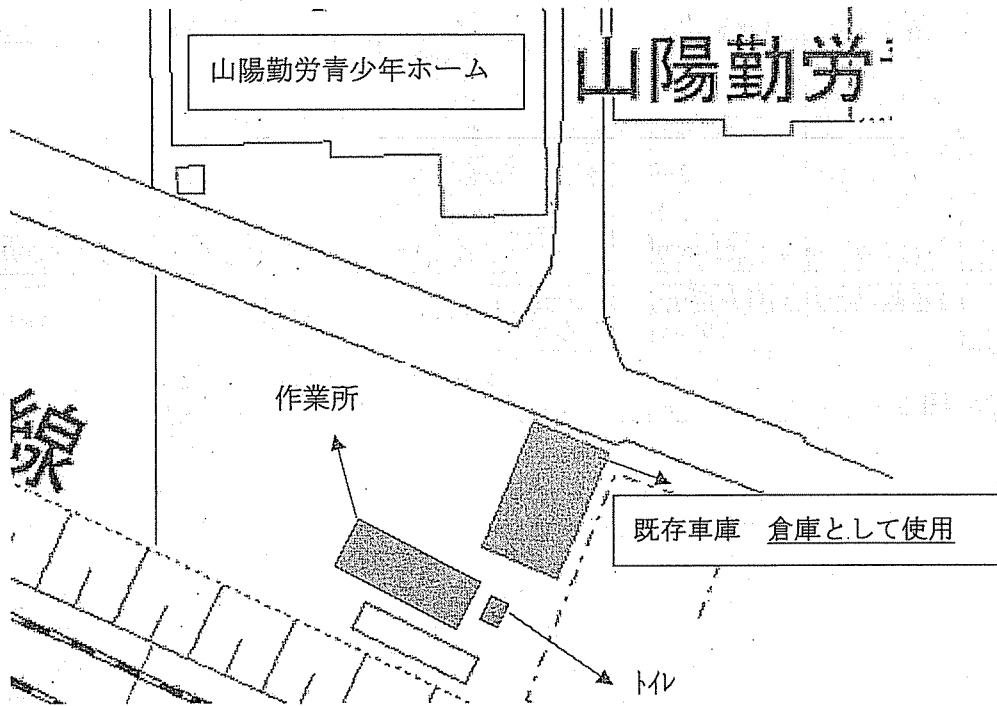 山陽勤労青少年ホーム
山陽勤労
作業所
線
既存車庫　倉庫として使用
トイレ